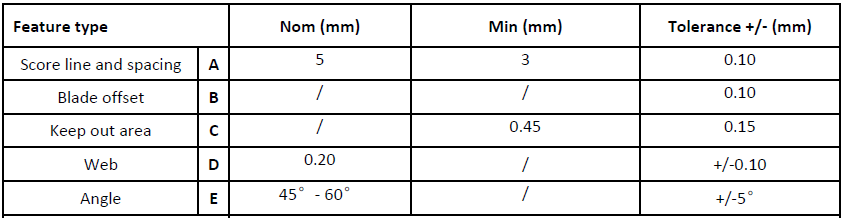 Feature type Nom (mm) Min (mm) Tolerance +/- (mm)
Score line and spacing A 5 3 0.10
Blade offset B / / 0.10
Keep out area C / 0.45 0.15
Web D 0.20 / +/-0.10
Angle E 45° - 60° / +/-5°